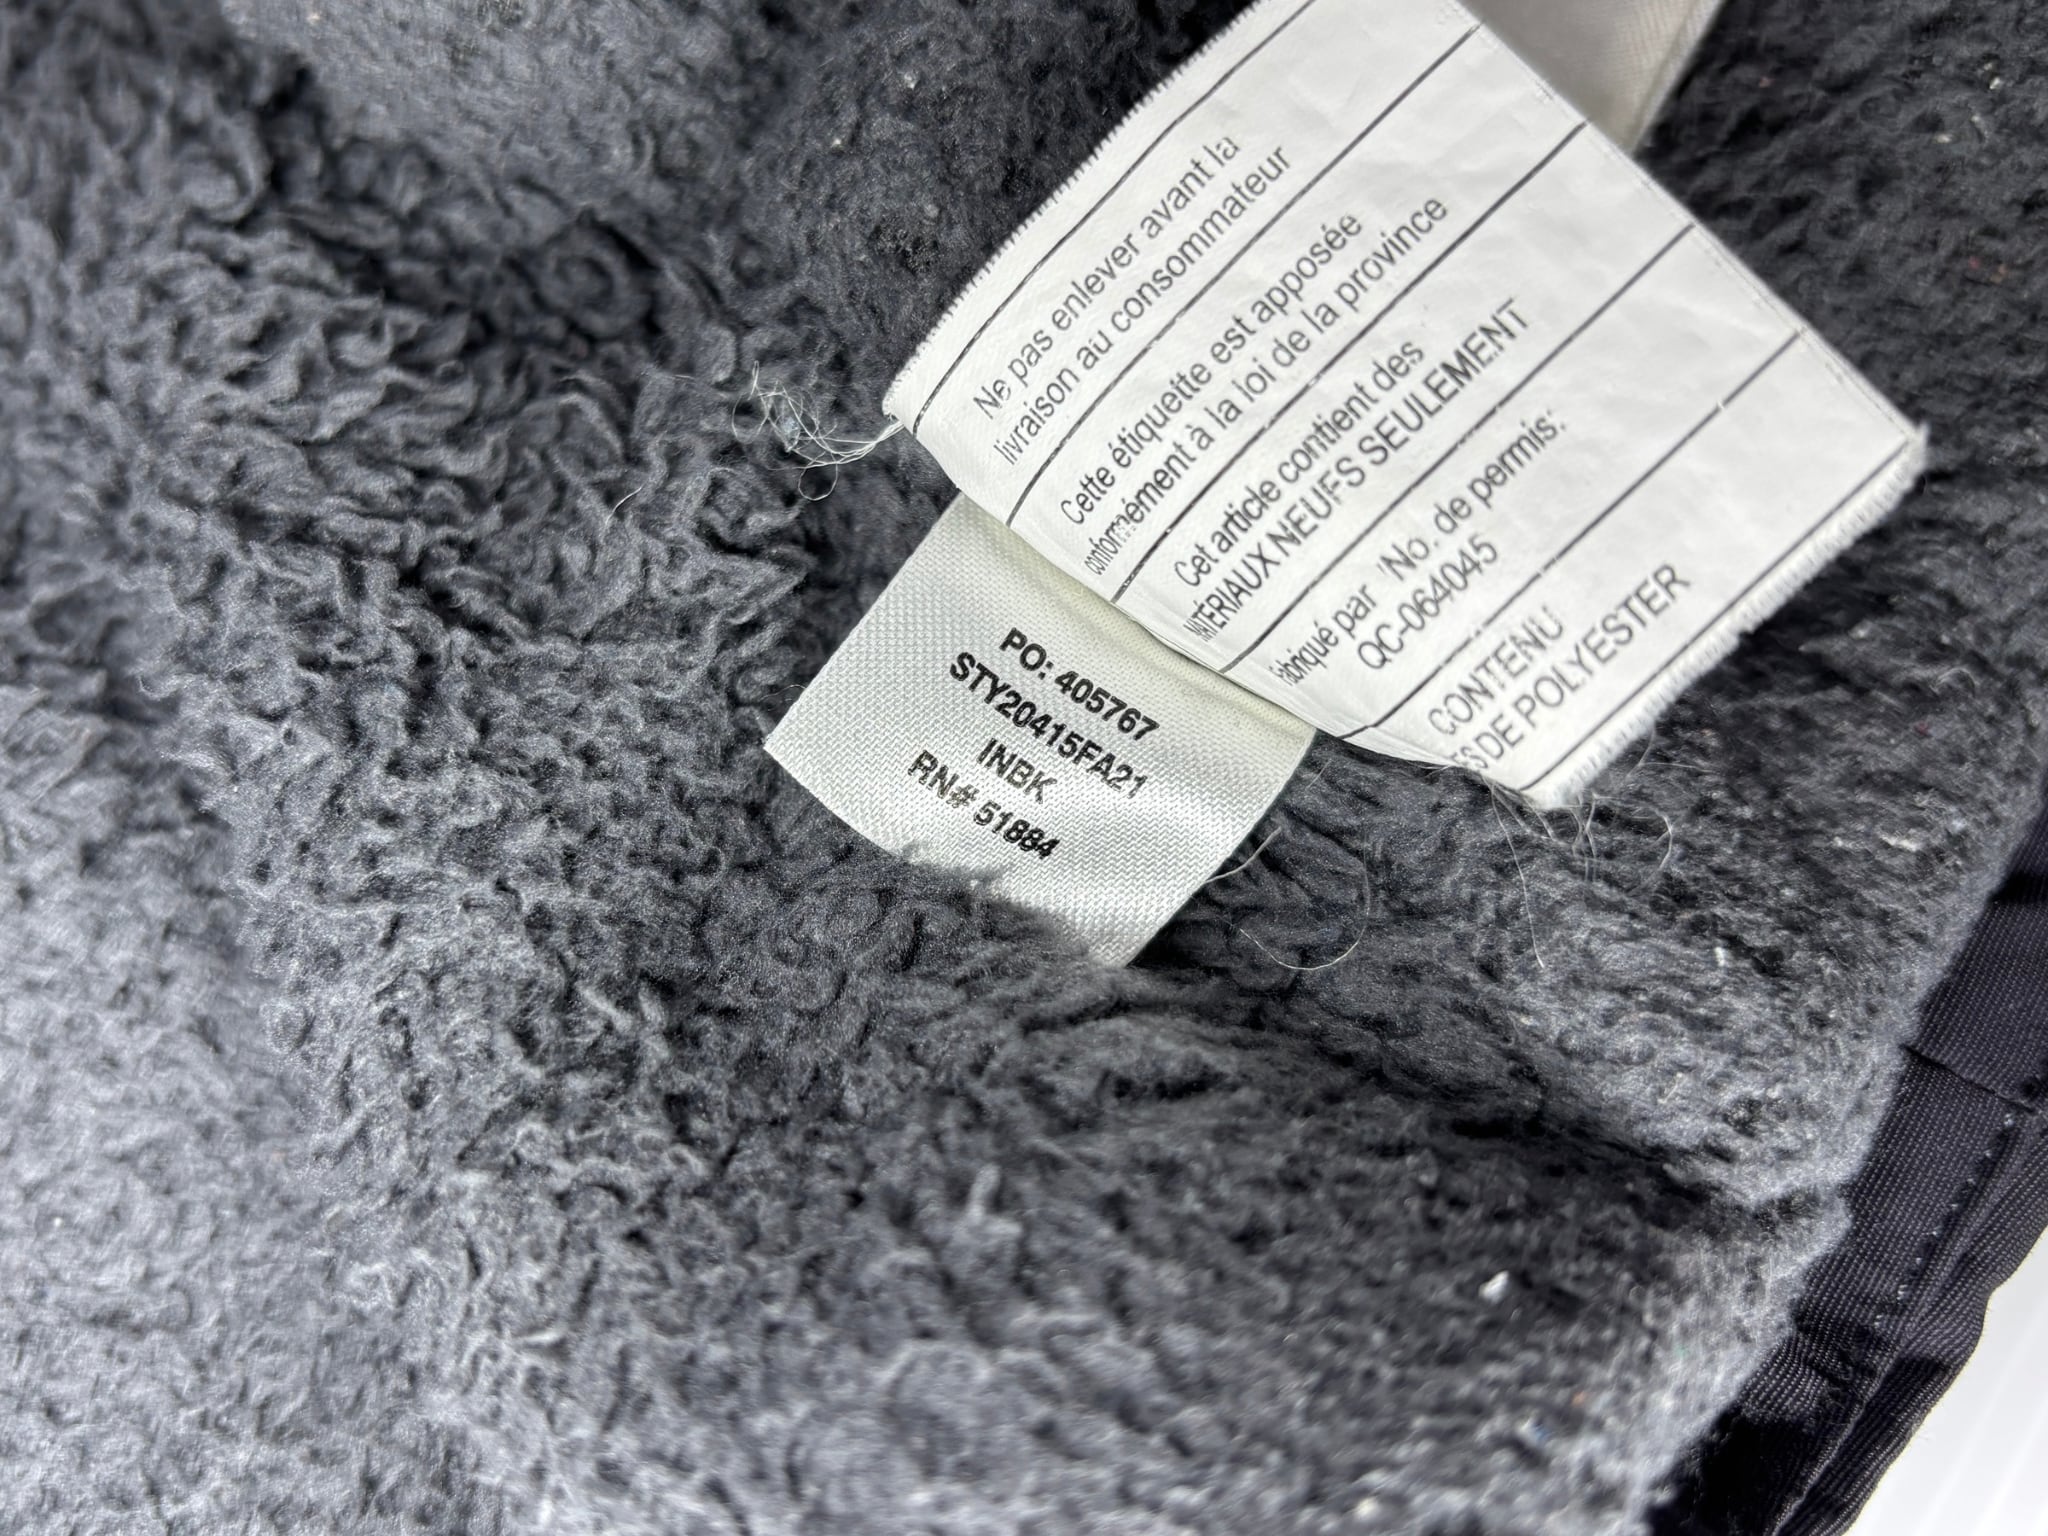 Ne pas enlever avant la
livraison au consommateur
Cette étiquette est apposée
conformément à la loi de la province
Cet article contient des
MATÉRIAUX NEUFS SEULEMENT
fabriqué par No. de permis:
QC-064045
CONTENU
DE POLYESTER
PO: 405767
STY20415FA21
INBK
RN# 51884